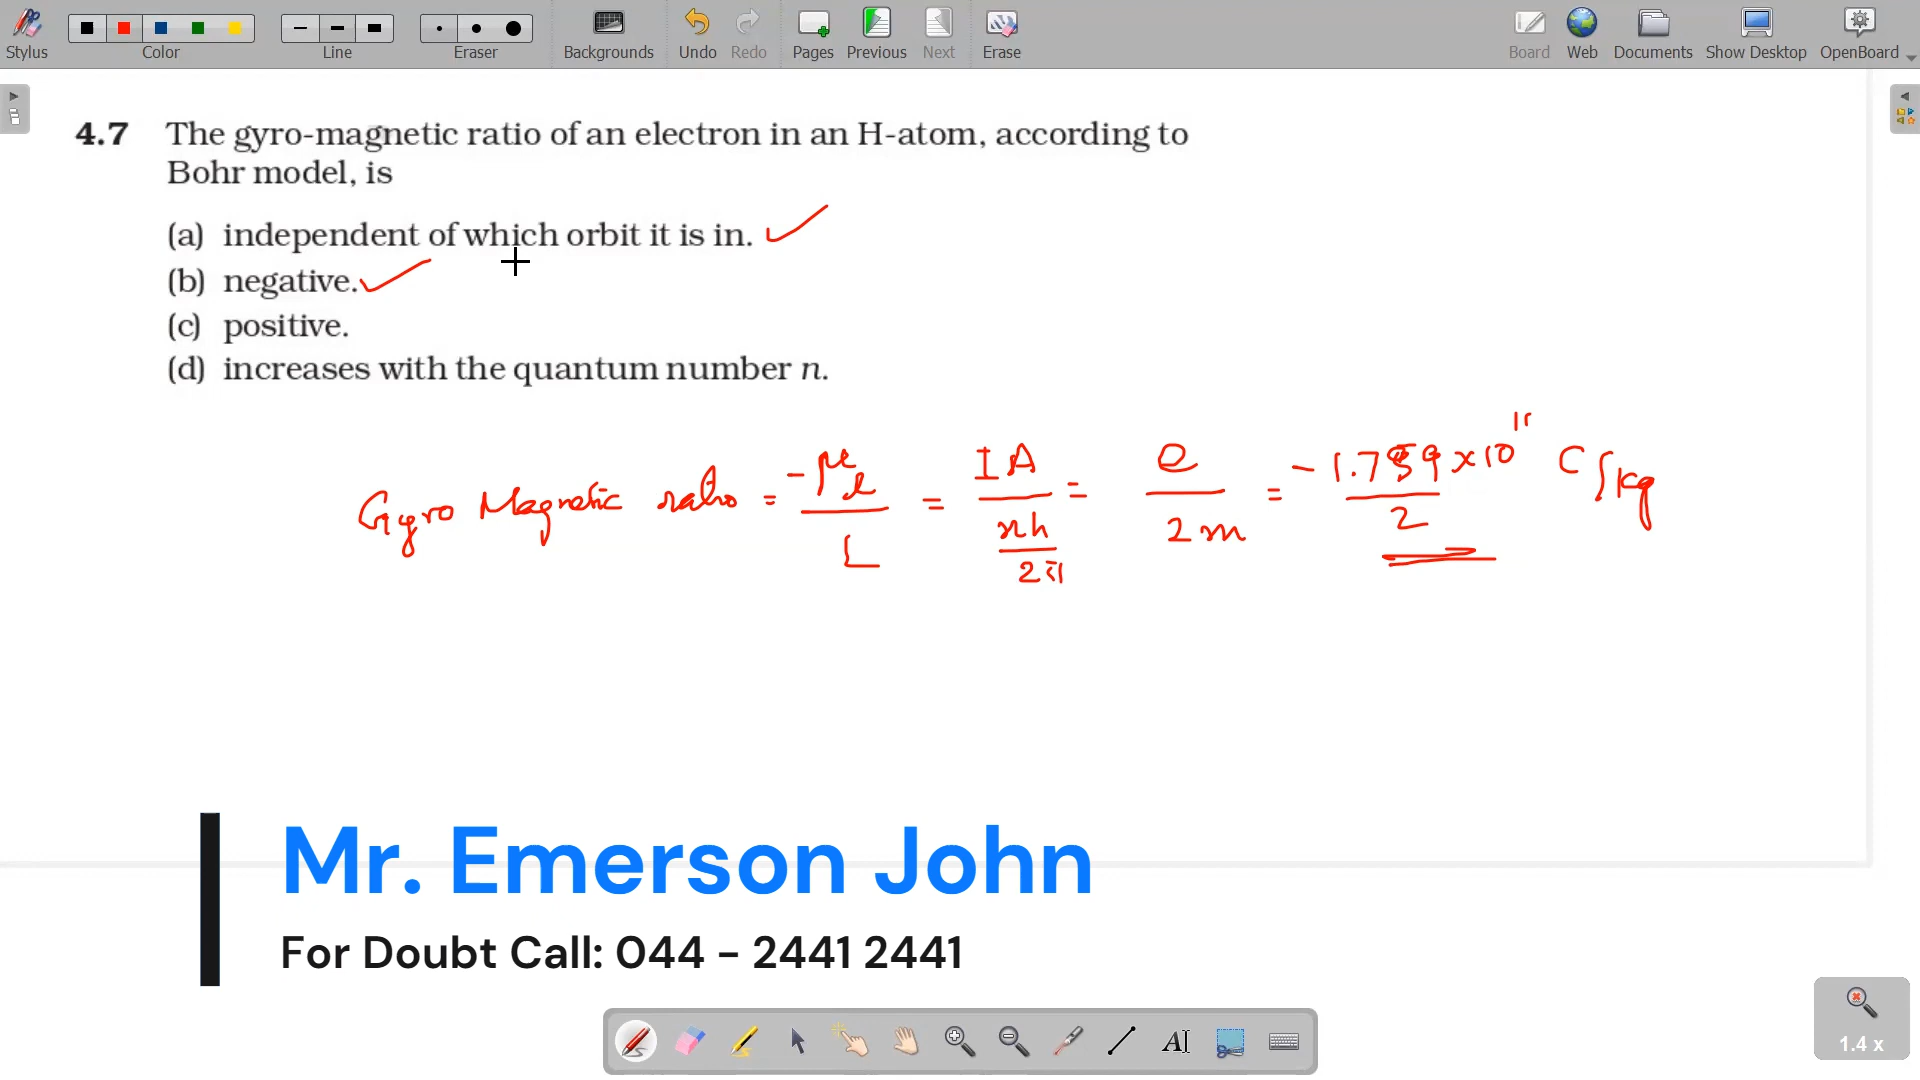 Stylus Color Line Eraser Backgrounds Undo Redo Pages Previous Next Erase Board Web Documents Show Desktop OpenBoard
4.7 The gyro-magnetic ratio of an electron in an H-atom, according to
Bohr model, is
(a) independent of which orbit it is in.
(b) negative.
(c) positive.
(d) increases with the quantum number n.
Gyro Magnetic ratio = -μl / L = IA / (nh / 2π) = e / 2m = -1.759 × 10^11 / 2 C/kg
Mr. Emerson John
For Doubt Call: 044 – 2441 2441
AI
1.4 x